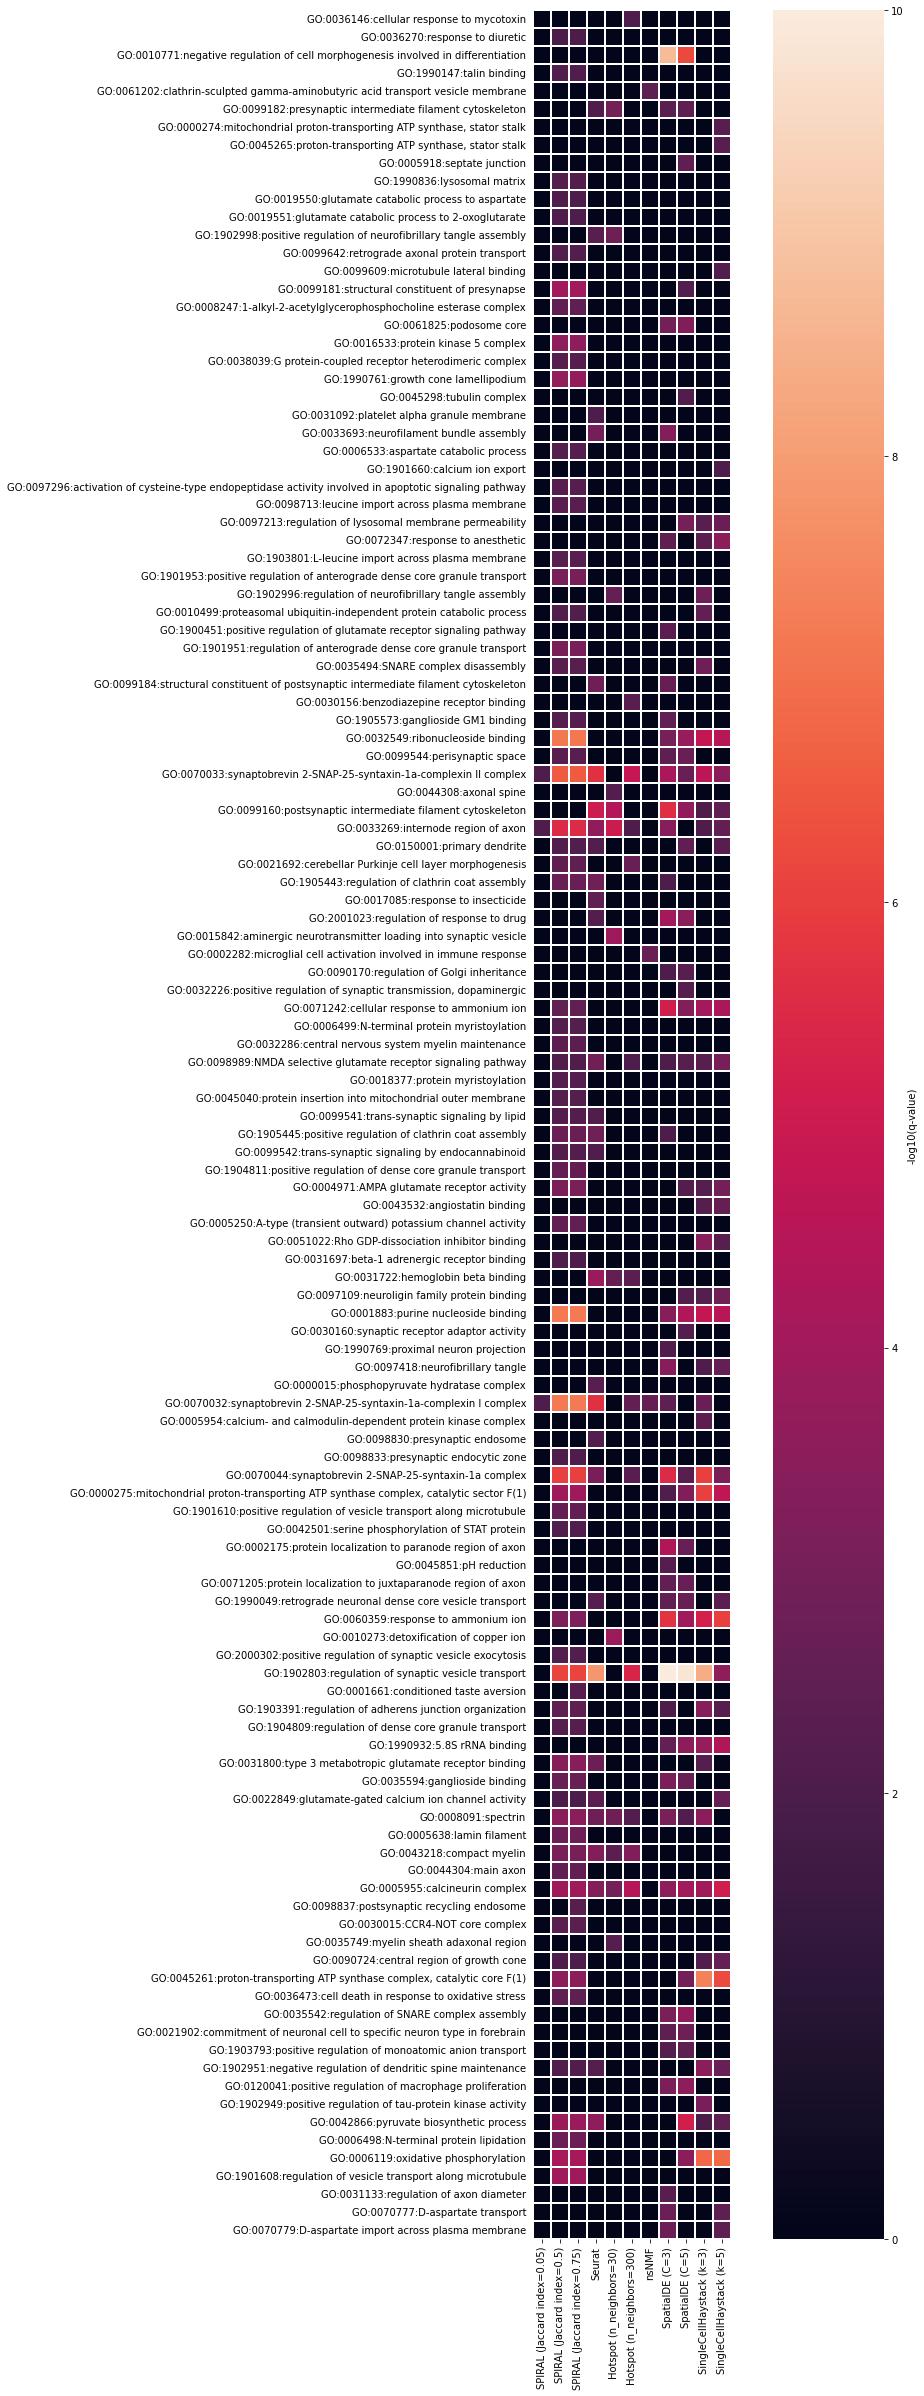 GO:0036146:cellular response to mycotoxin
GO:0036270:response to diuretic
GO:0010771:negative regulation of cell morphogenesis involved in differentiation
GO:1990147:talin binding
GO:0061202:clathrin-sculpted gamma-aminobutyric acid transport vesicle membrane
GO:0099182:presynaptic intermediate filament cytoskeleton
GO:0000274:mitochondrial proton-transporting ATP synthase, stator stalk
GO:0045265:proton-transporting ATP synthase, stator stalk
GO:0005918:septate junction
GO:1990836:lysosomal matrix
GO:0019550:glutamate catabolic process to aspartate
GO:0019551:glutamate catabolic process to 2-oxoglutarate
GO:1902998:positive regulation of neurofibrillary tangle assembly
GO:0099642:retrograde axonal protein transport
GO:0099609:microtubule lateral binding
GO:0099181:structural constituent of presynapse
GO:0008247:1-alkyl-2-acetylglycerophosphocholine esterase complex
GO:0061825:podosome core
GO:0016533:protein kinase 5 complex
GO:0038039:G protein-coupled receptor heterodimeric complex
GO:1990761:growth cone lamellipodium
GO:0045298:tubulin complex
GO:0031092:platelet alpha granule membrane
GO:0033693:neurofilament bundle assembly
GO:0006533:aspartate catabolic process
GO:1901660:calcium ion export
GO:0097296:activation of cysteine-type endopeptidase activity involved in apoptotic signaling pathway
GO:0098713:leucine import across plasma membrane
GO:0097213:regulation of lysosomal membrane permeability
GO:0072347:response to anesthetic
GO:1903801:L-leucine import across plasma membrane
GO:1901953:positive regulation of anterograde dense core granule transport
GO:1902996:regulation of neurofibrillary tangle assembly
GO:0010499:proteasomal ubiquitin-independent protein catabolic process
GO:1900451:positive regulation of glutamate receptor signaling pathway
GO:1901951:regulation of anterograde dense core granule transport
GO:0035494:SNARE complex disassembly
GO:0099184:structural constituent of postsynaptic intermediate filament cytoskeleton
GO:0030156:benzodiazepine receptor binding
GO:1905573:ganglioside GM1 binding
GO:0032549:ribonucleoside binding
GO:0099544:perisynaptic space
GO:0070033:synaptobrevin 2-SNAP-25-syntaxin-1a-complexin II complex
GO:0044308:axonal spine
GO:0099160:postsynaptic intermediate filament cytoskeleton
GO:0033269:internode region of axon
GO:0150001:primary dendrite
GO:0021692:cerebellar Purkinje cell layer morphogenesis
GO:1905443:regulation of clathrin coat assembly
GO:0017085:response to insecticide
GO:2001023:regulation of response to drug
GO:0015842:aminergic neurotransmitter loading into synaptic vesicle
GO:0002282:microglial cell activation involved in immune response
GO:0090170:regulation of Golgi inheritance
GO:0032226:positive regulation of synaptic transmission, dopaminergic
GO:0071242:cellular response to ammonium ion
GO:0006499:N-terminal protein myristoylation
GO:0032286:central nervous system myelin maintenance
GO:0098989:NMDA selective glutamate receptor signaling pathway
GO:0018377:protein myristoylation
GO:0045040:protein insertion into mitochondrial outer membrane
GO:0099541:trans-synaptic signaling by lipid
GO:1905445:positive regulation of clathrin coat assembly
GO:0099542:trans-synaptic signaling by endocannabinoid
GO:1904811:positive regulation of dense core granule transport
GO:0004971:AMPA glutamate receptor activity
GO:0043532:angiostatin binding
GO:0005250:A-type (transient outward) potassium channel activity
GO:0051022:Rho GDP-dissociation inhibitor binding
GO:0031697:beta-1 adrenergic receptor binding
GO:0031722:hemoglobin beta binding
GO:0097109:neuroligin family protein binding
GO:0001883:purine nucleoside binding
GO:0030160:synaptic receptor adaptor activity
GO:1990769:proximal neuron projection
GO:0097418:neurofibrillary tangle
GO:0000015:phosphopyruvate hydratase complex
GO:0070032:synaptobrevin 2-SNAP-25-syntaxin-1a-complexin I complex
GO:0005954:calcium- and calmodulin-dependent protein kinase complex
GO:0098830:presynaptic endosome
GO:0098833:presynaptic endocytic zone
GO:0070044:synaptobrevin 2-SNAP-25-syntaxin-1a complex
GO:0000275:mitochondrial proton-transporting ATP synthase complex, catalytic sector F(1)
GO:1901610:positive regulation of vesicle transport along microtubule
GO:0042501:serine phosphorylation of STAT protein
GO:0002175:protein localization to paranode region of axon
GO:0045851:pH reduction
GO:0071205:protein localization to juxtaparanode region of axon
GO:1990049:retrograde neuronal dense core vesicle transport
GO:0060359:response to ammonium ion
GO:0010273:detoxification of copper ion
GO:2000302:positive regulation of synaptic vesicle exocytosis
GO:1902803:regulation of synaptic vesicle transport
GO:0001661:conditioned taste aversion
GO:1903391:regulation of adherens junction organization
GO:1904809:regulation of dense core granule transport
GO:1990932:5.8S rRNA binding
GO:0031800:type 3 metabotropic glutamate receptor binding
GO:0035594:ganglioside binding
GO:0022849:glutamate-gated calcium ion channel activity
GO:0008091:spectrin
GO:0005638:lamin filament
GO:0043218:compact myelin
GO:0044304:main axon
GO:0005955:calcineurin complex
GO:0098837:postsynaptic recycling endosome
GO:0030015:CCR4-NOT core complex
GO:0035749:myelin sheath adaxonal region
GO:0090724:central region of growth cone
GO:0045261:proton-transporting ATP synthase complex, catalytic core F(1)
GO:0036473:cell death in response to oxidative stress
GO:0035542:regulation of SNARE complex assembly
GO:0021902:commitment of neuronal cell to specific neuron type in forebrain
GO:1903793:positive regulation of monoatomic anion transport
GO:1902951:negative regulation of dendritic spine maintenance
GO:0120041:positive regulation of macrophage proliferation
GO:1902949:positive regulation of tau-protein kinase activity
GO:0042866:pyruvate biosynthetic process
GO:0006498:N-terminal protein lipidation
GO:0006119:oxidative phosphorylation
GO:1901608:regulation of vesicle transport along microtubule
GO:0031133:regulation of axon diameter
GO:0070777:D-aspartate transport
GO:0070779:D-aspartate import across plasma membrane
SPIRAL (Jaccard index=0.05)
SPIRAL (Jaccard index=0.5)
SPIRAL (Jaccard index=0.75)
Seurat
Hotspot (n_neighbors=30)
Hotspot (n_neighbors=300)
nsNMF
SpatialDE (C=3)
SpatialDE (C=5)
SingleCellHaystack (k=3)
SingleCellHaystack (k=5)
10
8
6
4
2
0
-log10(q-value)